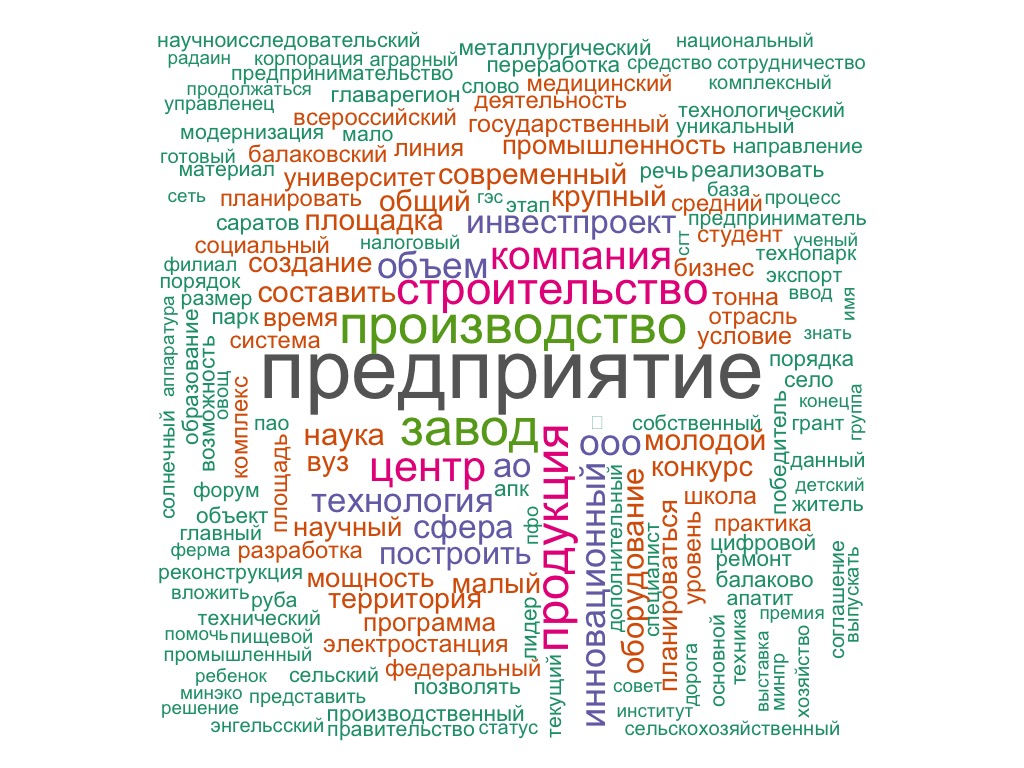 научноисследовательский
металлургический
национальный
радаин
корпорация
аграрный
переработка
средство
сотрудничество
предпринимательство
продолжаться
слово
медицинский
комплексный
управленец
главарегион
деятельность
всероссийский
технологический
модернизация
мало
государственный
уникальный
готовый
балаковский
линия
промышленность
направление
материал
университет
современный
речь
реализовать
сеть
планировать
общий
гэс
этап
крупный
база
средний
процесс
саратов
площадка
инвестпроект
предприниматель
социальный
налоговый
сгт
студент
ученый
филиал
создание
объем
компания
бизнес
технопарк
экспорт
порядок
размер
составить
строительство
тонна
ввод
имя
аппаратура
парк
время
производство
отрасль
система
условие
знать
образование
возможность
овощ
предприятие
порядка
село
комплекс
конец
группа
солнечный
пао
наука
завод
собственный
победитель
грант
ооо
молодой
площадь
вуз
центр
ао
продукция
конкурс
данный
форум
технология
апк
инновационный
дополнительный
оборудование
школа
детский
житель
объект
главный
научный
сфера
пфо
специалист
планироваться
уровень
практика
ферма
разработка
построить
цифровой
ремонт
реконструкция
мощность
малый
балаково
соглашение
выпускать
вложить
руба
территория
апатит
технический
программа
лидер
премия
помочь
пищевой
электростанция
основной
техника
промышленный
федеральный
текущий
дорога
выставка
минпр
хозяйство
ребенок
сельский
позволять
совет
минэко
представить
решение
производственный
институт
энгельсский
правительство
статус
сельскохозяйственный